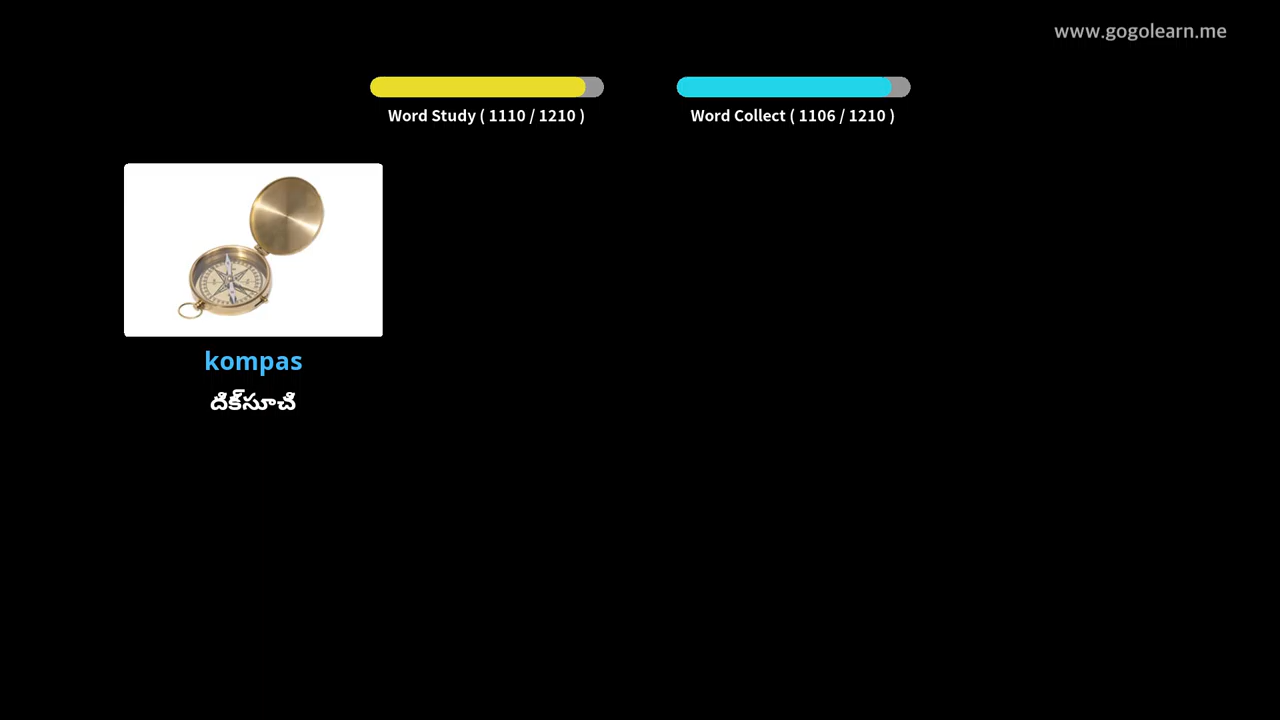 www.gogolearn.me
Word Study ( 1110 / 1210 )
Word Collect ( 1106 / 1210 )
kompas
దిక్‌సూచి